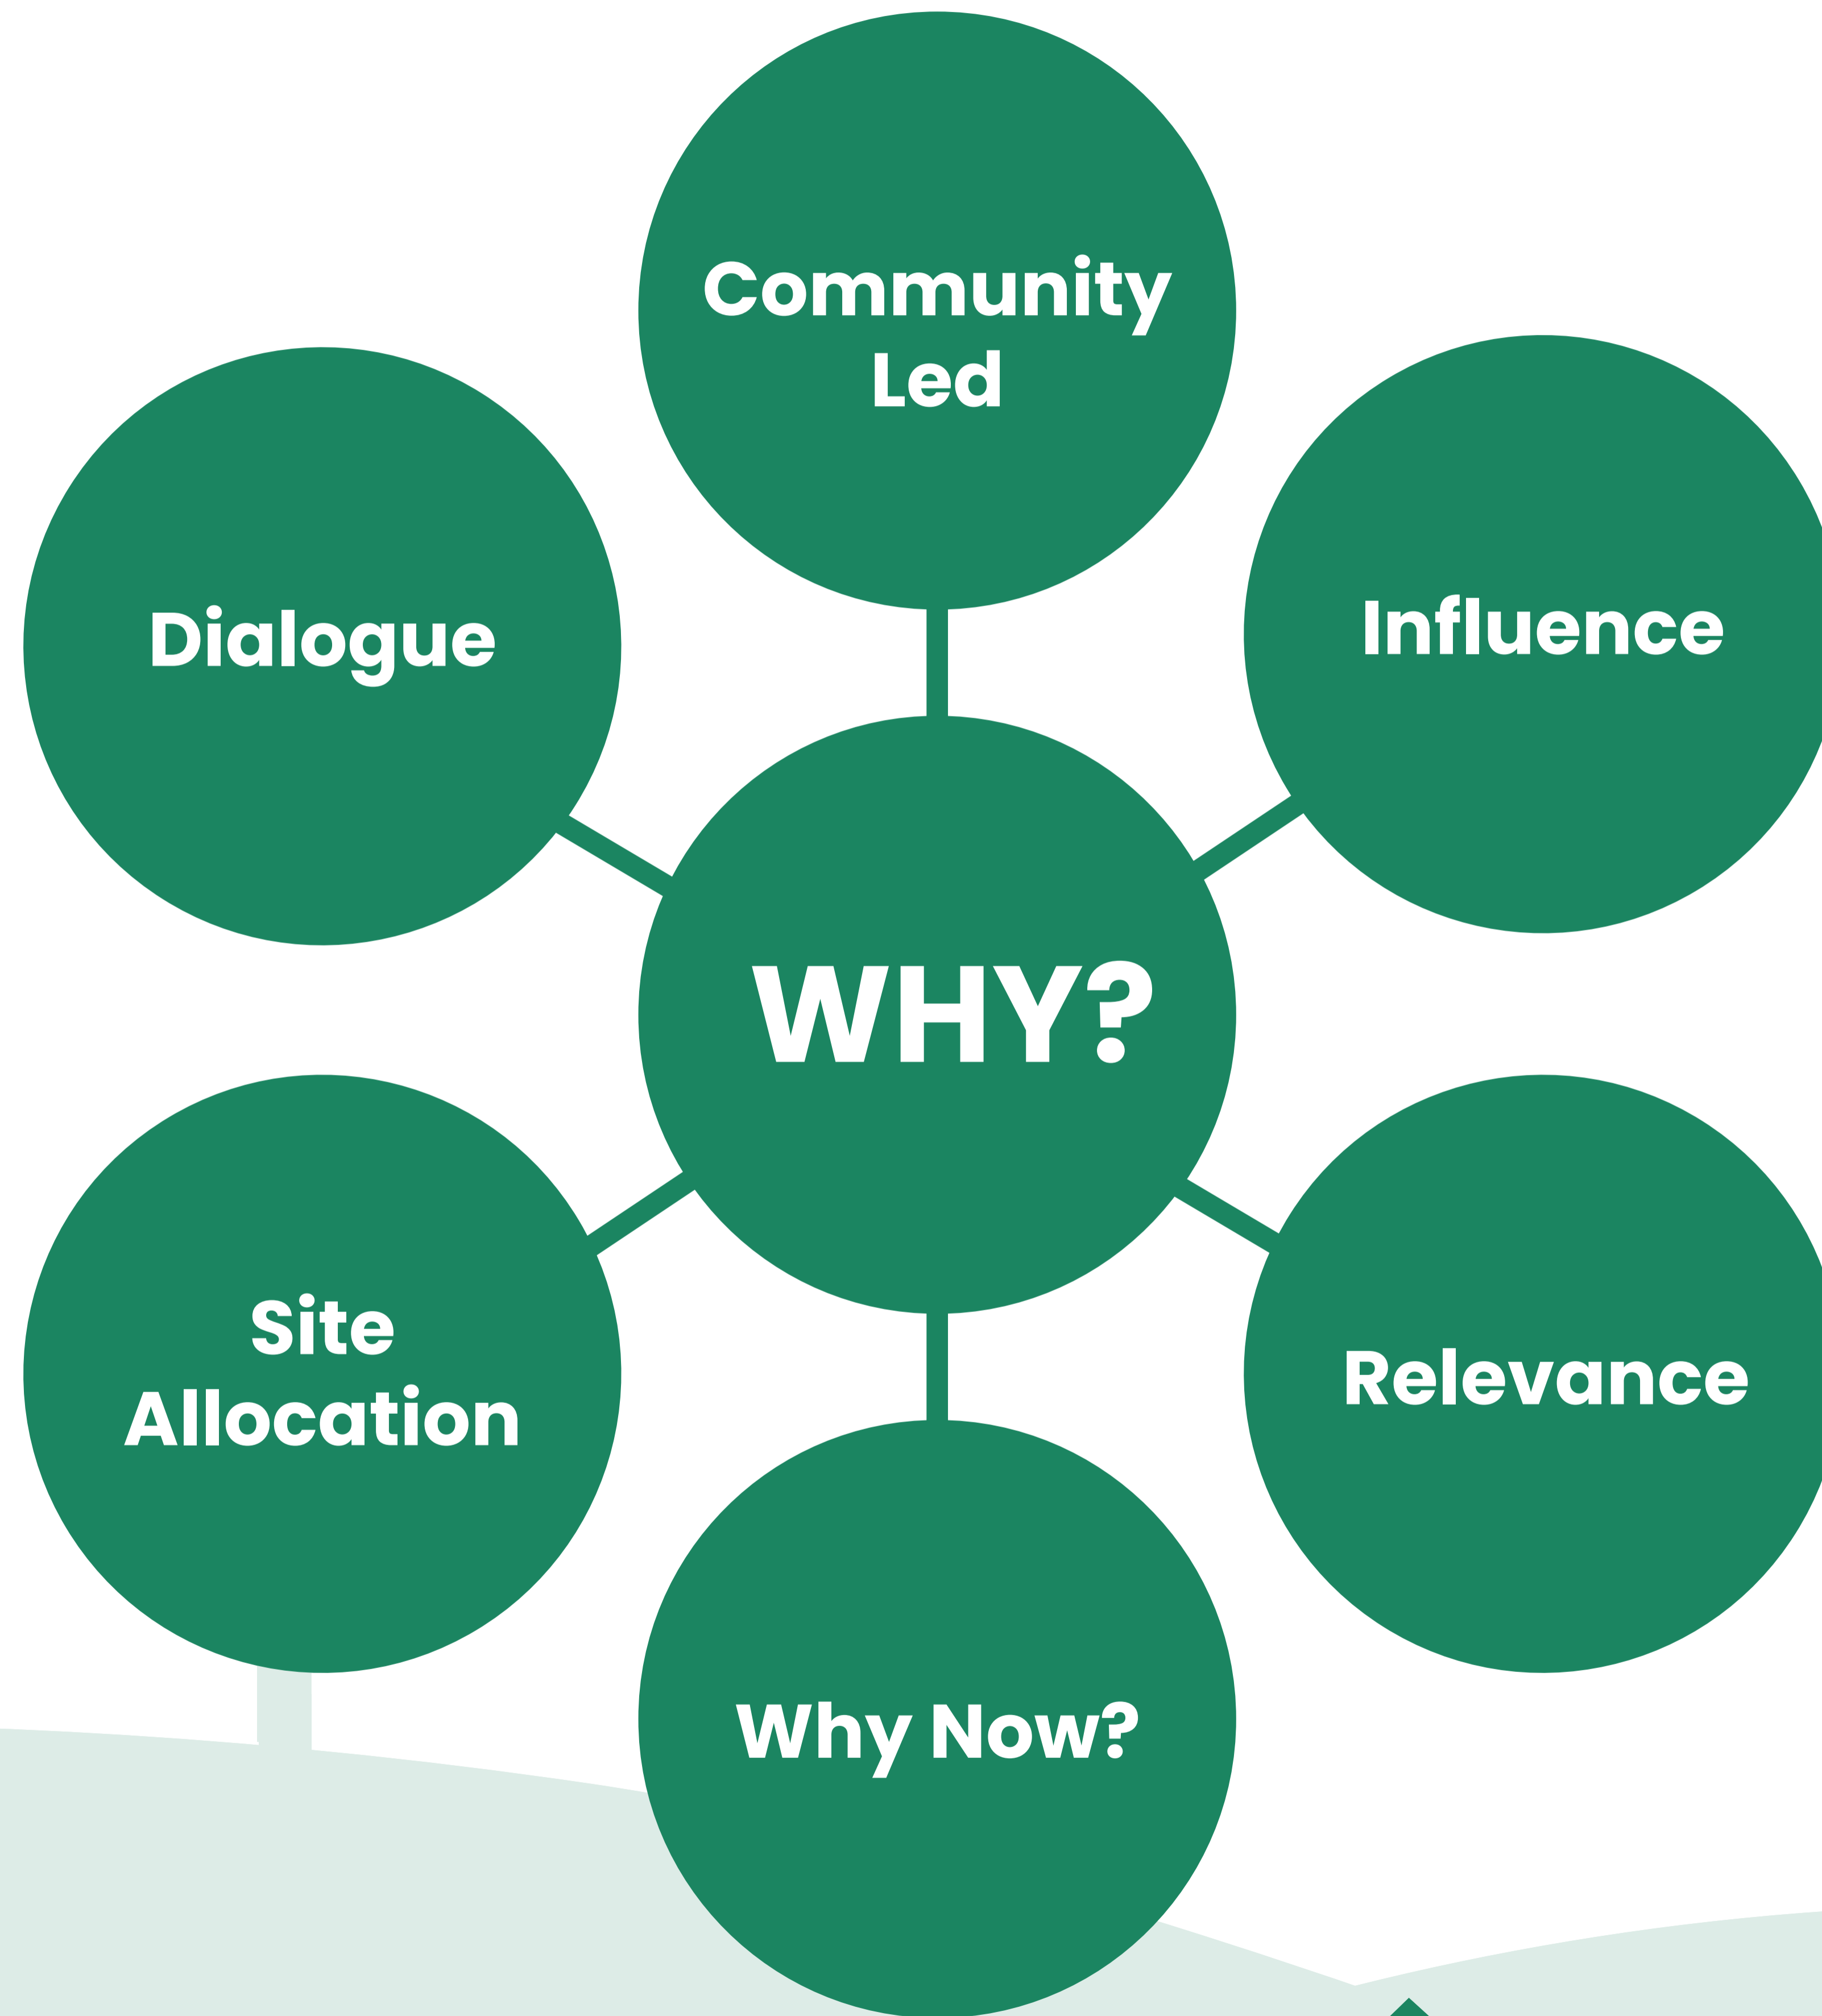 Community
Led
Dialogue
Influence
WHY?
Site
Allocation
Relevance
Why Now?